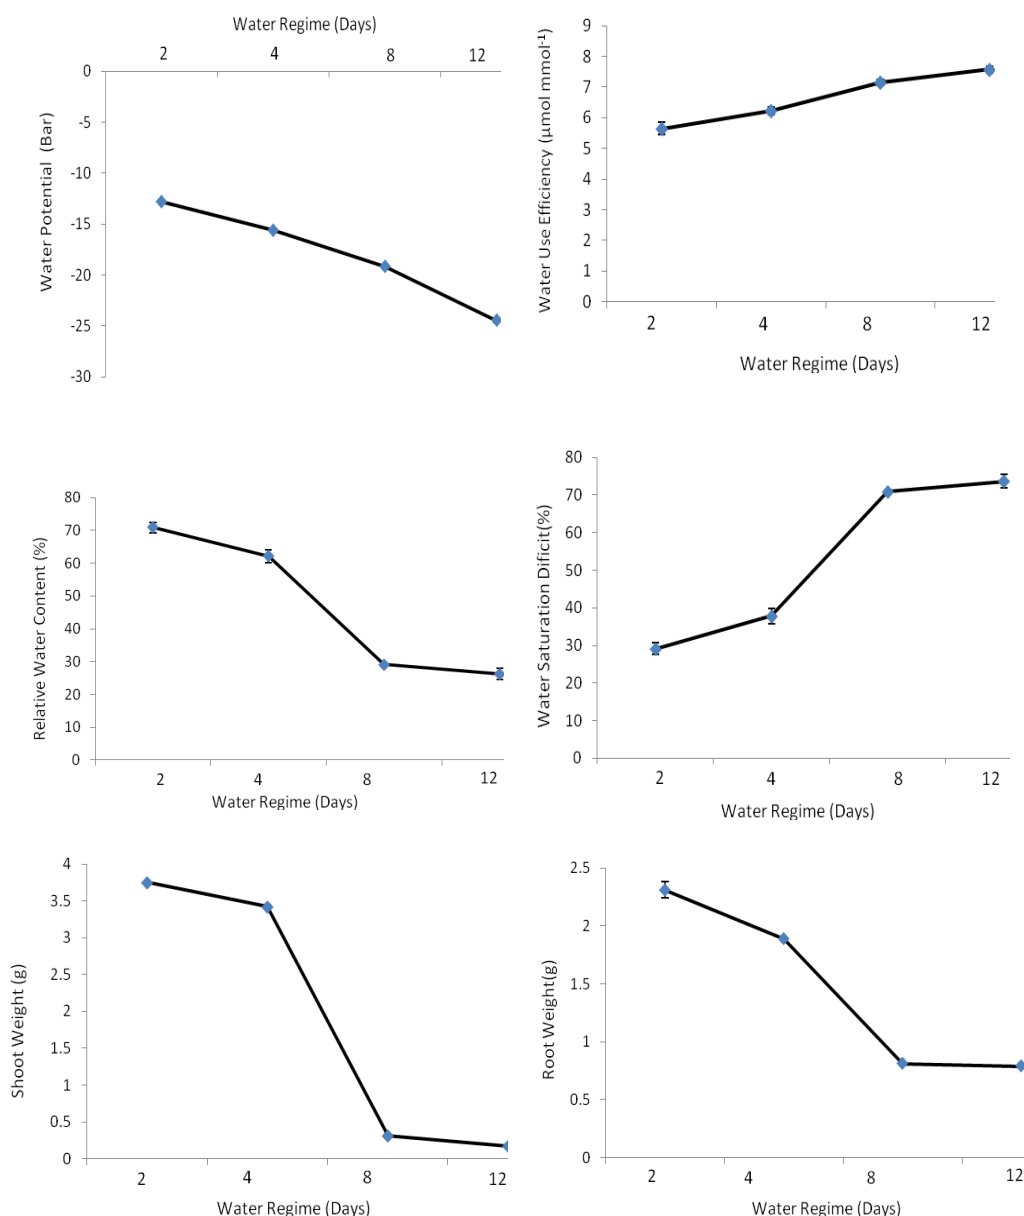 Water Regime (Days)
2 4 8 12
0
-5
-10
-15
-20
-25
-30
Water Potential (Bar)
9
8
7
6
5
4
3
2
1
0
Water Use Efficiency (µmol mmol⁻¹)
2 4 8 12
Water Regime (Days)
80
70
60
50
40
30
20
10
0
Relative Water Content (%)
2 4 8 12
Water Regime (Days)
80
70
60
50
40
30
20
10
0
Water Saturation Dificit(%)
2 4 8 12
Water Regime (Days)
4
3.5
3
2.5
2
1.5
1
0.5
0
Shoot Weight (g)
2 4 8 12
Water Regime (Days)
2.5
2
1.5
1
0.5
0
Root Weight(g)
2 4 8 12
Water Regime (Days)